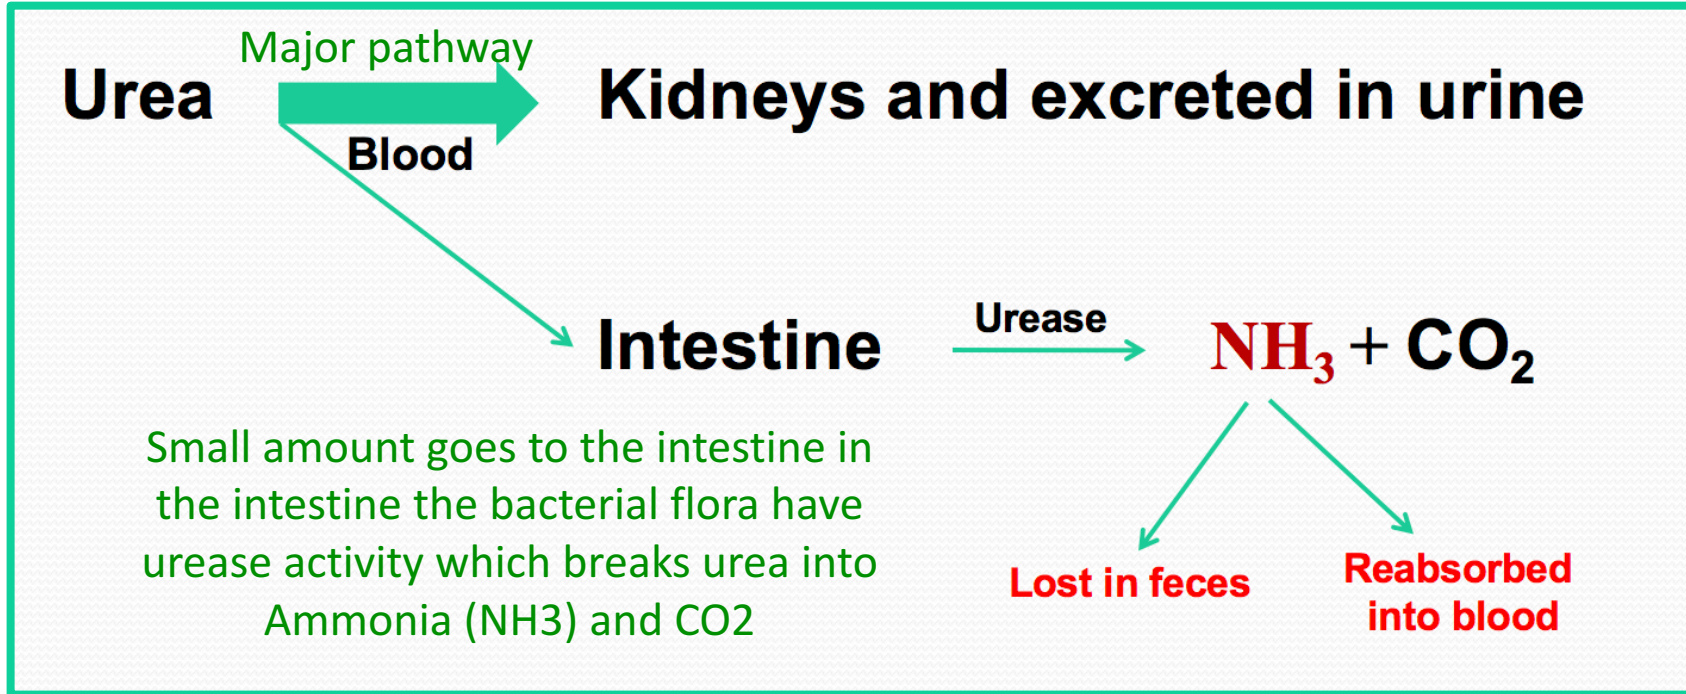 Major pathway
Urea
Kidneys and excreted in urine
Blood
Intestine
Urease
NH₃ + CO₂
Small amount goes to the intestine in
the intestine the bacterial flora have
urease activity which breaks urea into
Ammonia (NH3) and CO2
Lost in feces
Reabsorbed
into blood